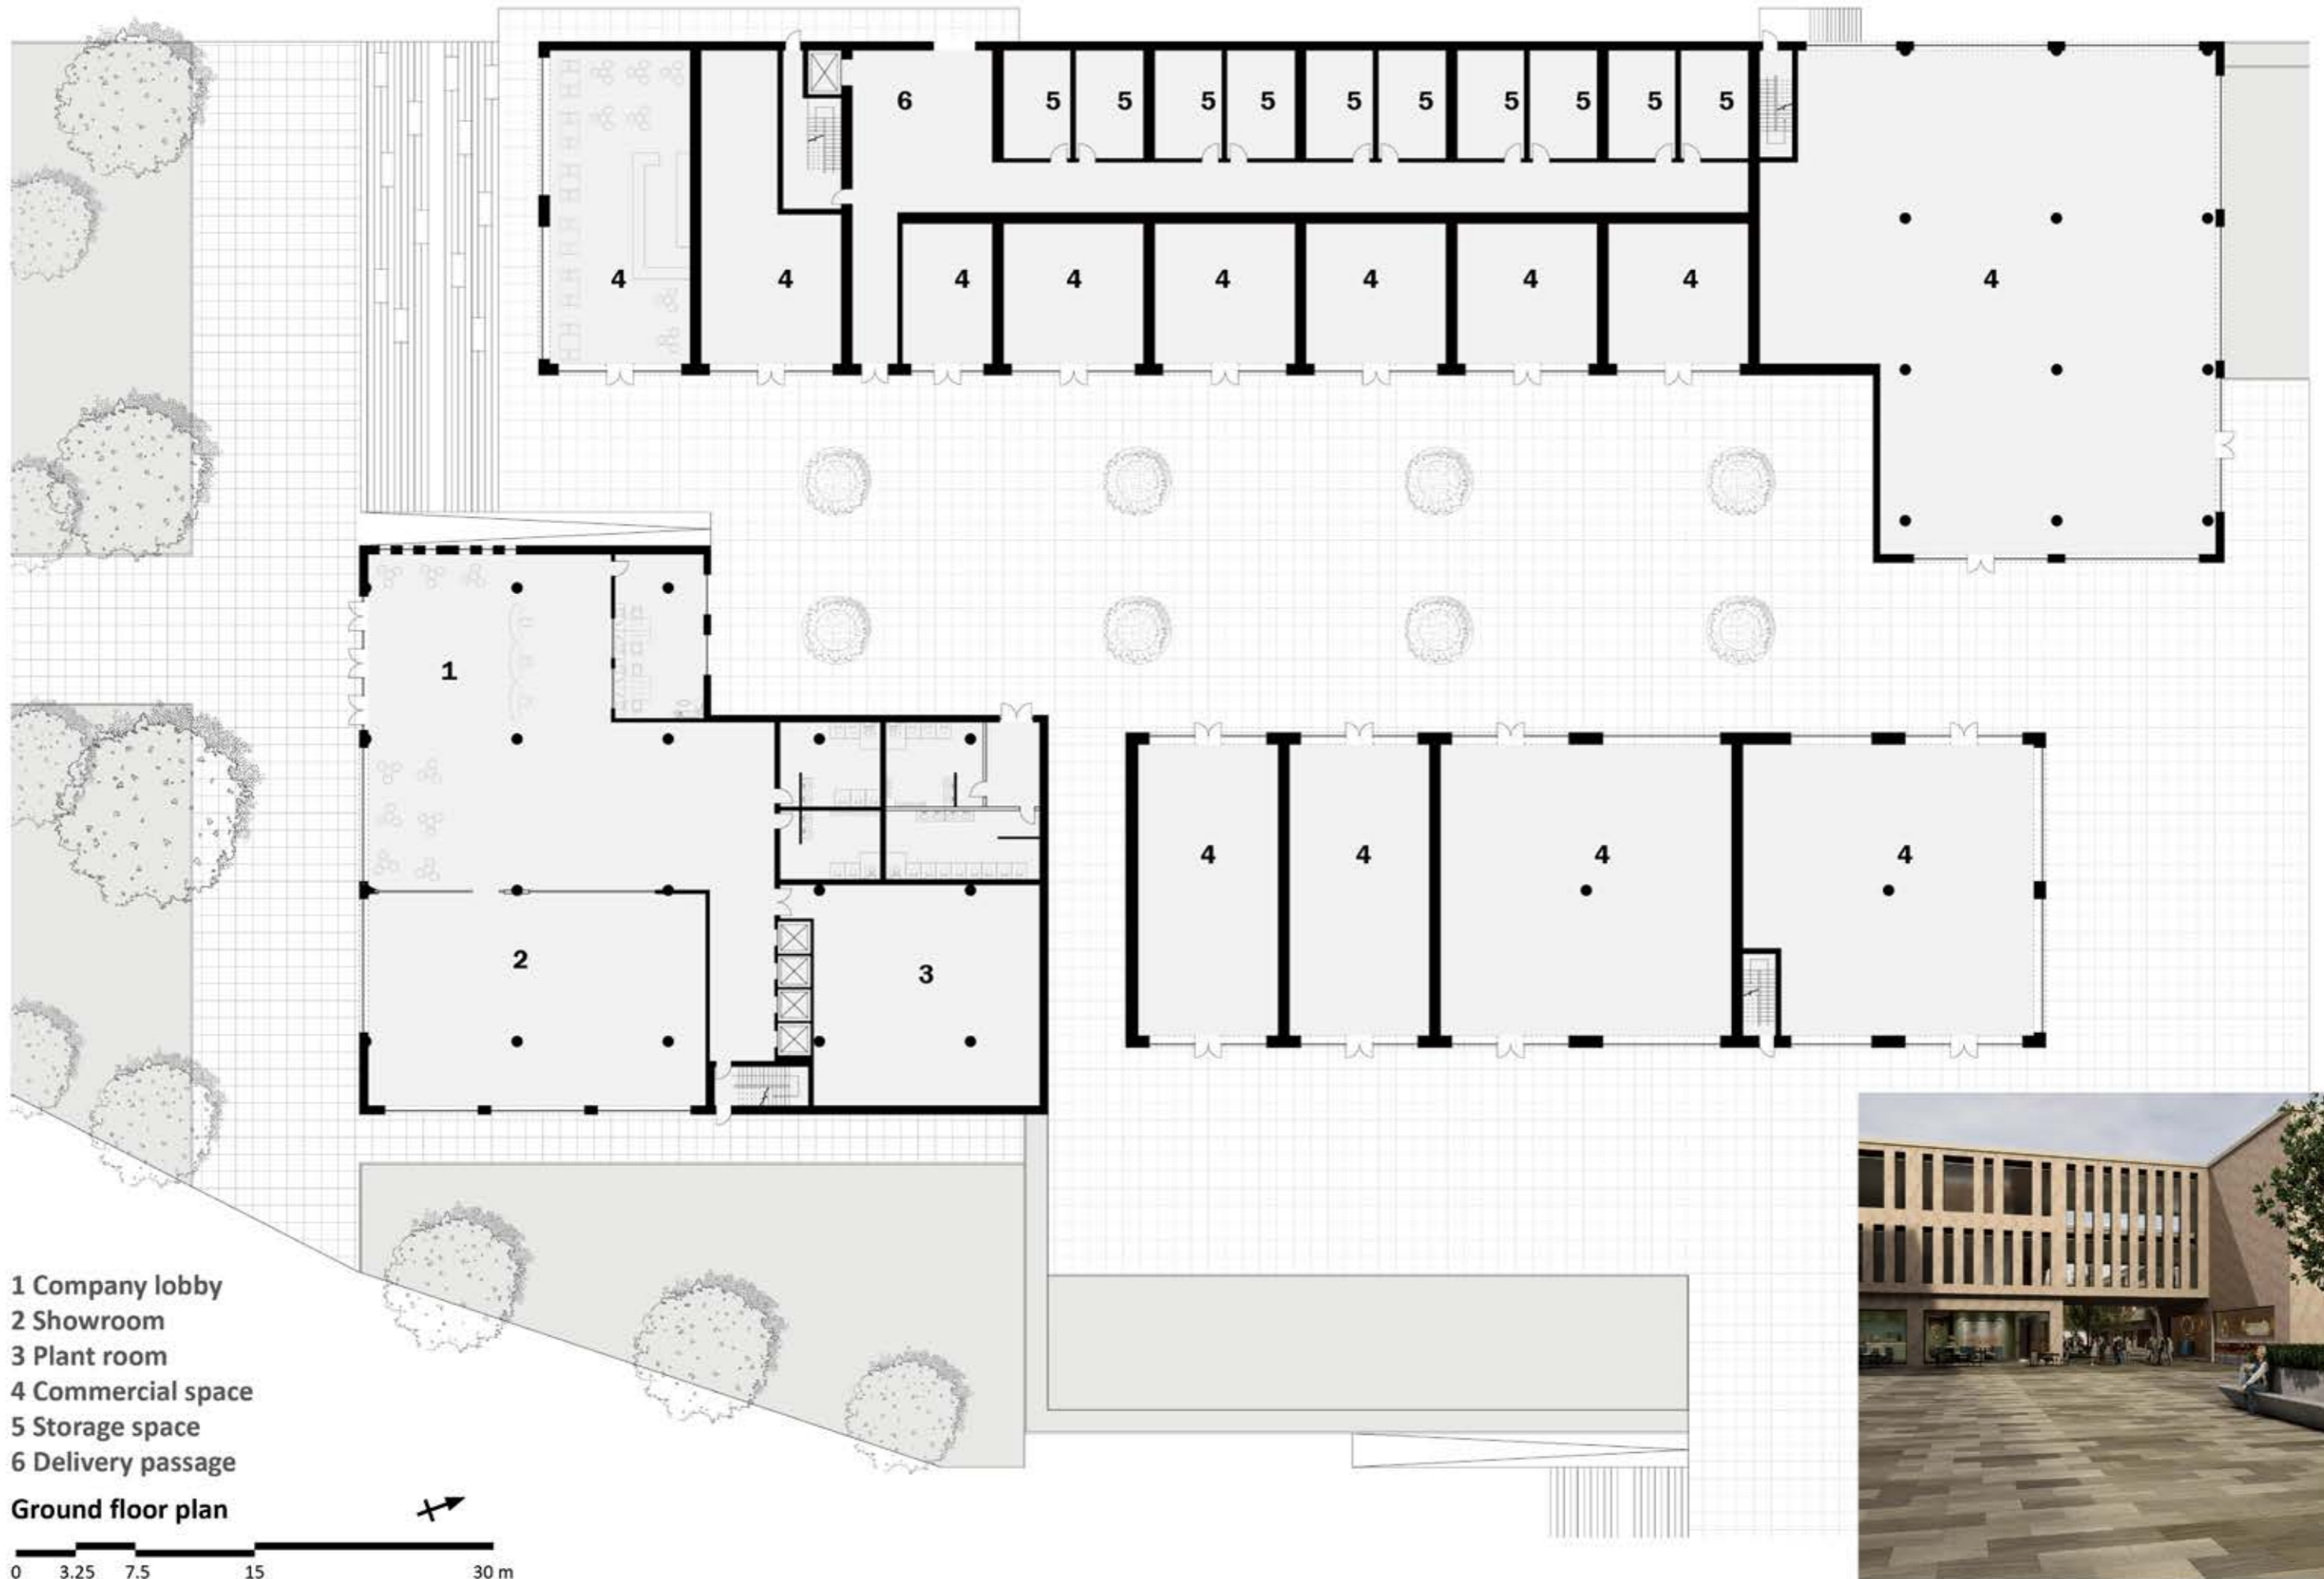 6 5 5 5 5 5 5 5 5 5 5
4 4 4 4 4 4 4 4 4
1
4 4 4 4
2
3
1 Company lobby
2 Showroom
3 Plant room
4 Commercial space
5 Storage space
6 Delivery passage
Ground floor plan
0 3.25 7.5 15 30 m